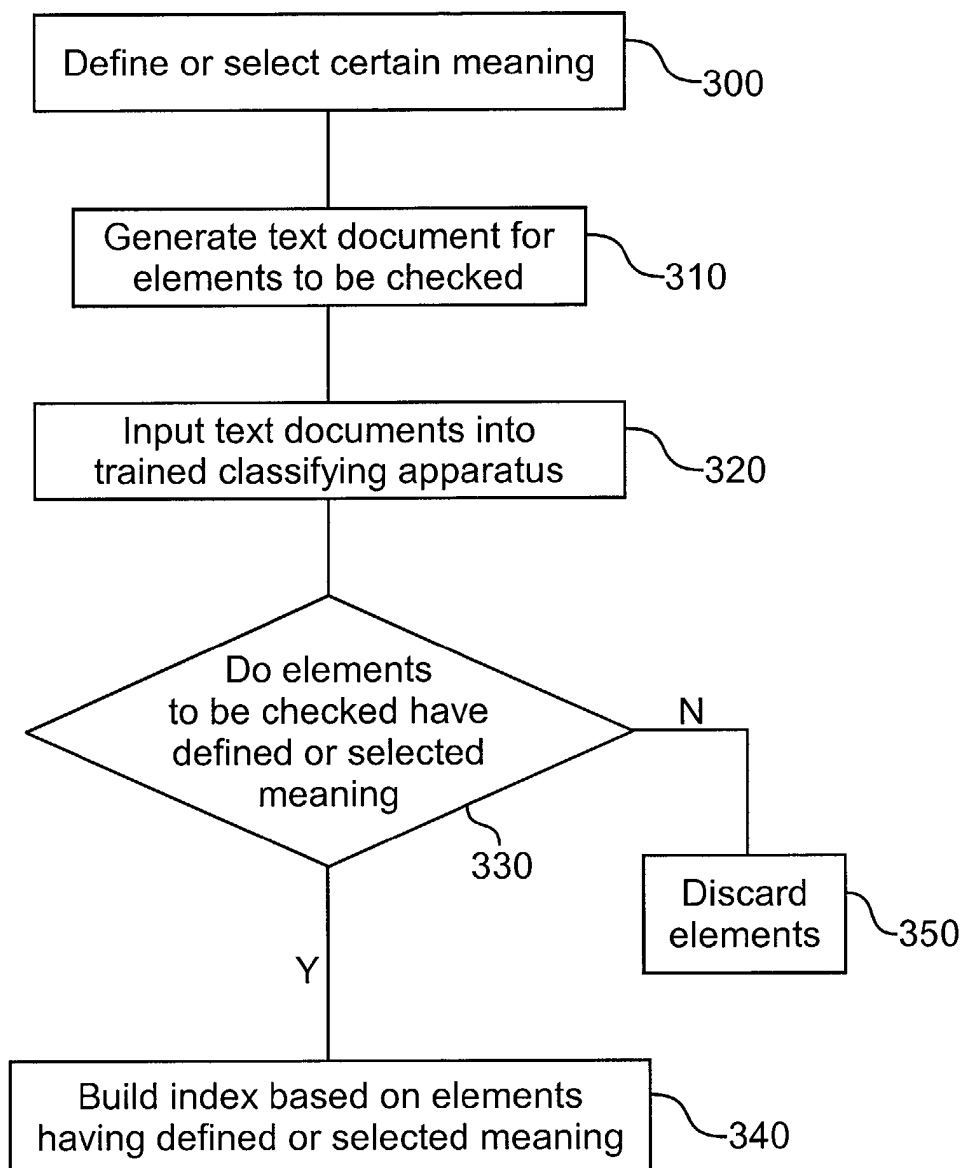 Define or select certain meaning
300
Generate text document for
elements to be checked
310
Input text documents into
trained classifying apparatus
320
Do elements
to be checked have
defined or selected
meaning
N
330
Discard
elements
350
Y
Build index based on elements
having defined or selected meaning
340